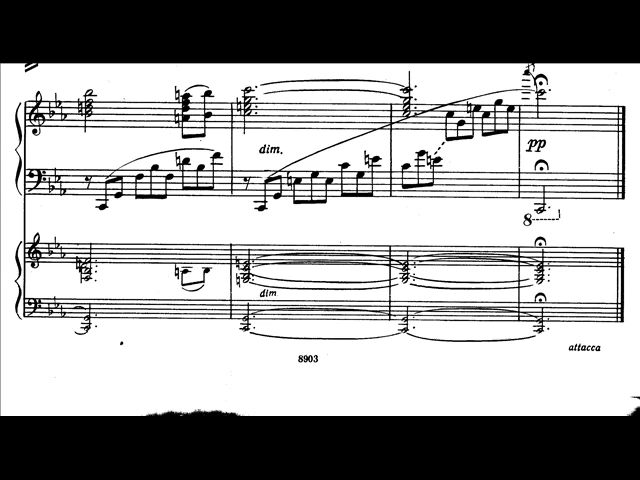 dim.
pp
8
dim
8903
attacca